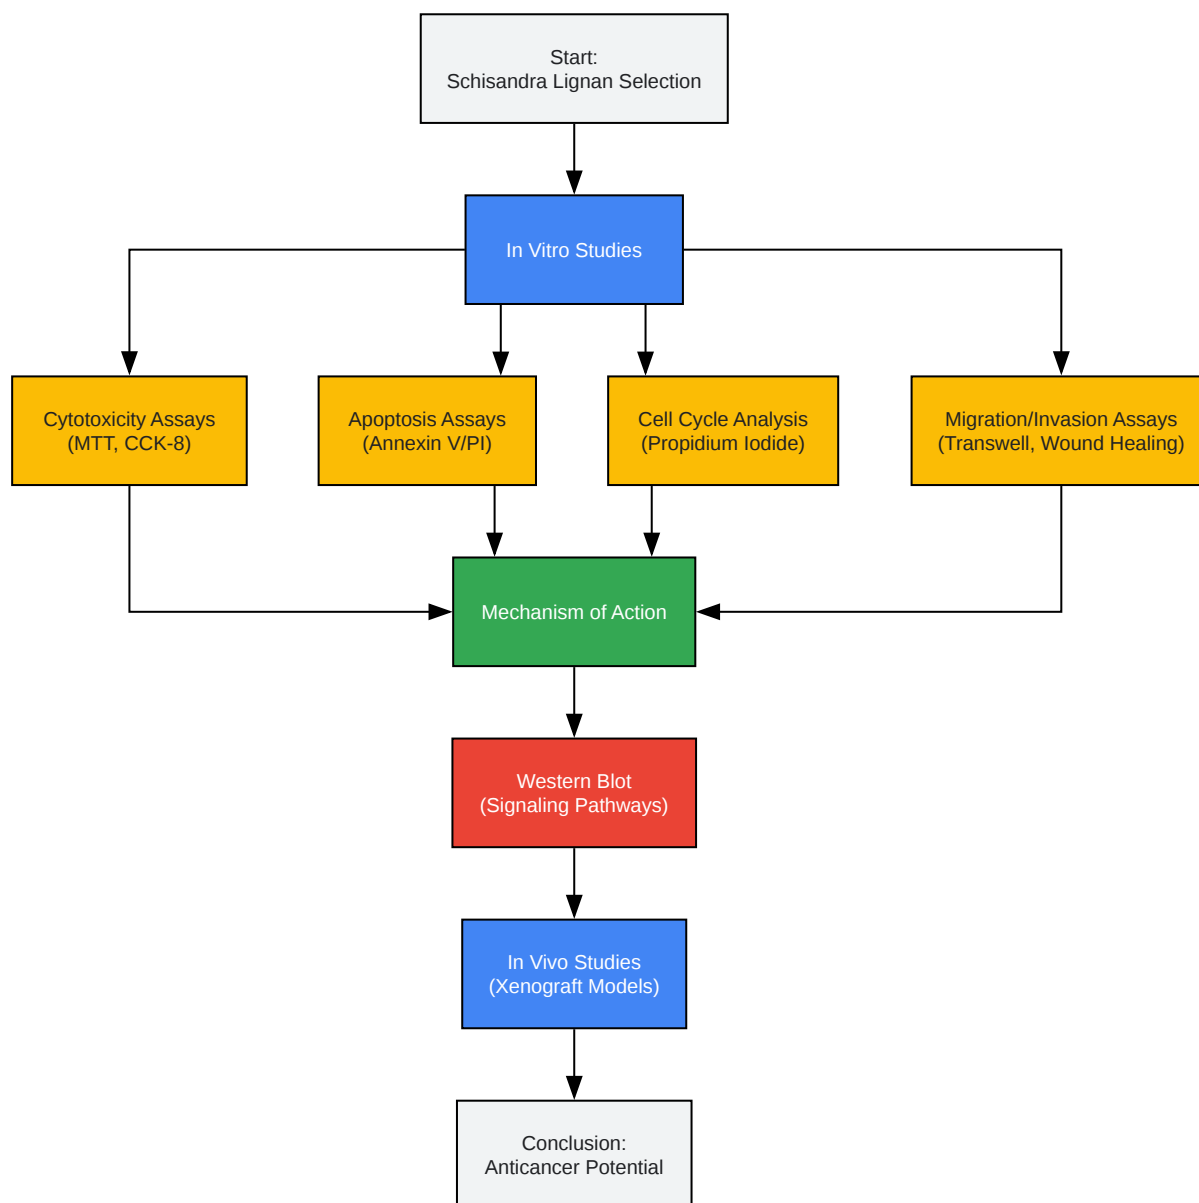 Start:
Schisandra Lignan Selection
In Vitro Studies
Cytotoxicity Assays
(MTT, CCK-8)
Apoptosis Assays
(Annexin V/PI)
Cell Cycle Analysis
(Propidium Iodide)
Migration/Invasion Assays
(Transwell, Wound Healing)
Mechanism of Action
Western Blot
(Signaling Pathways)
In Vivo Studies
(Xenograft Models)
Conclusion:
Anticancer Potential